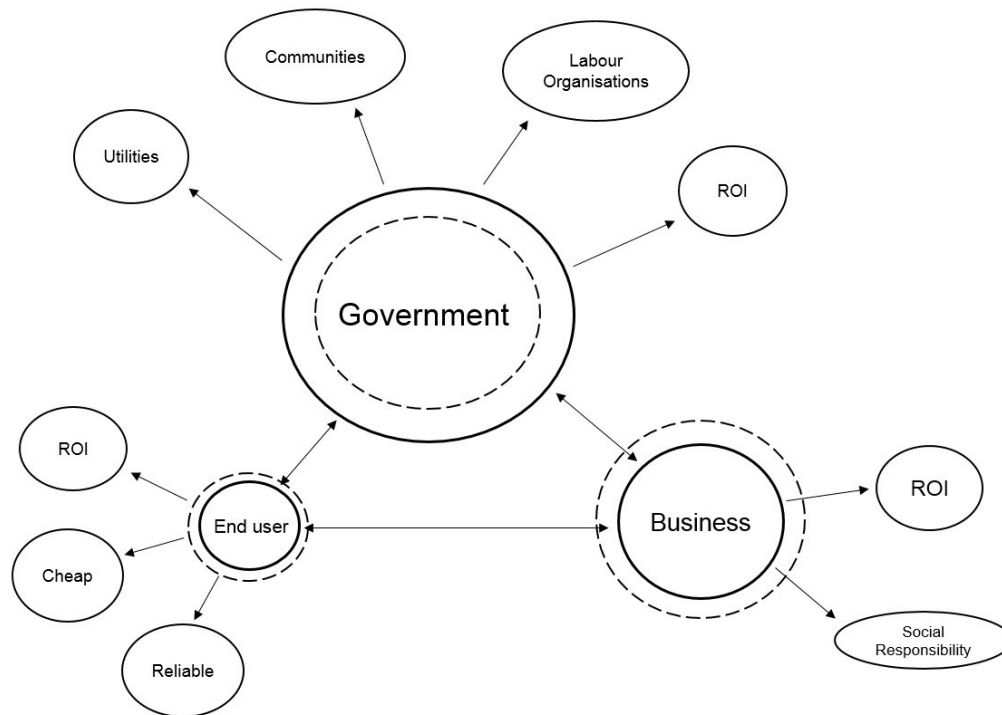 Communities
Labour
Organisations
Utilities
ROI
Government
ROI
End user
Business
ROI
Cheap
Reliable
Social
Responsibility